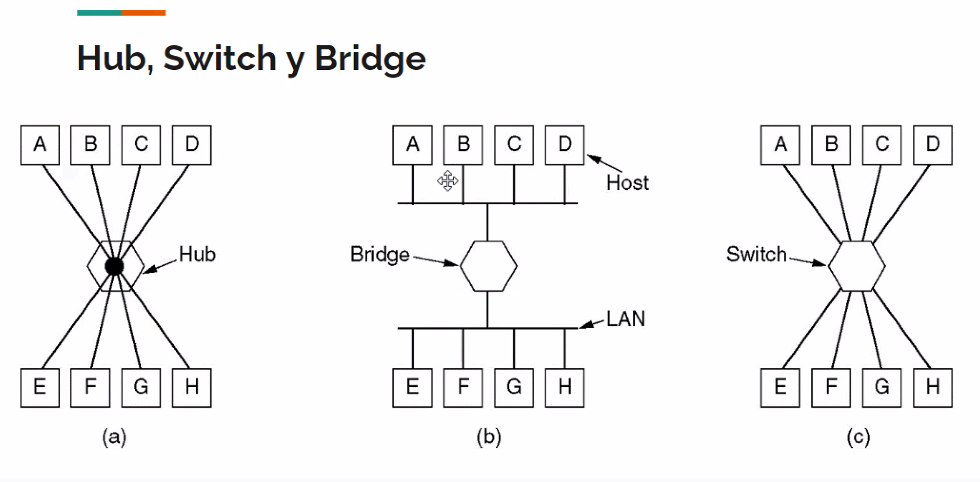 Hub, Switch y Bridge
A B C D
Hub
E F G H
(a)
A B C D
Host
Bridge
LAN
E F G H
(b)
A B C D
Switch
E F G H
(c)